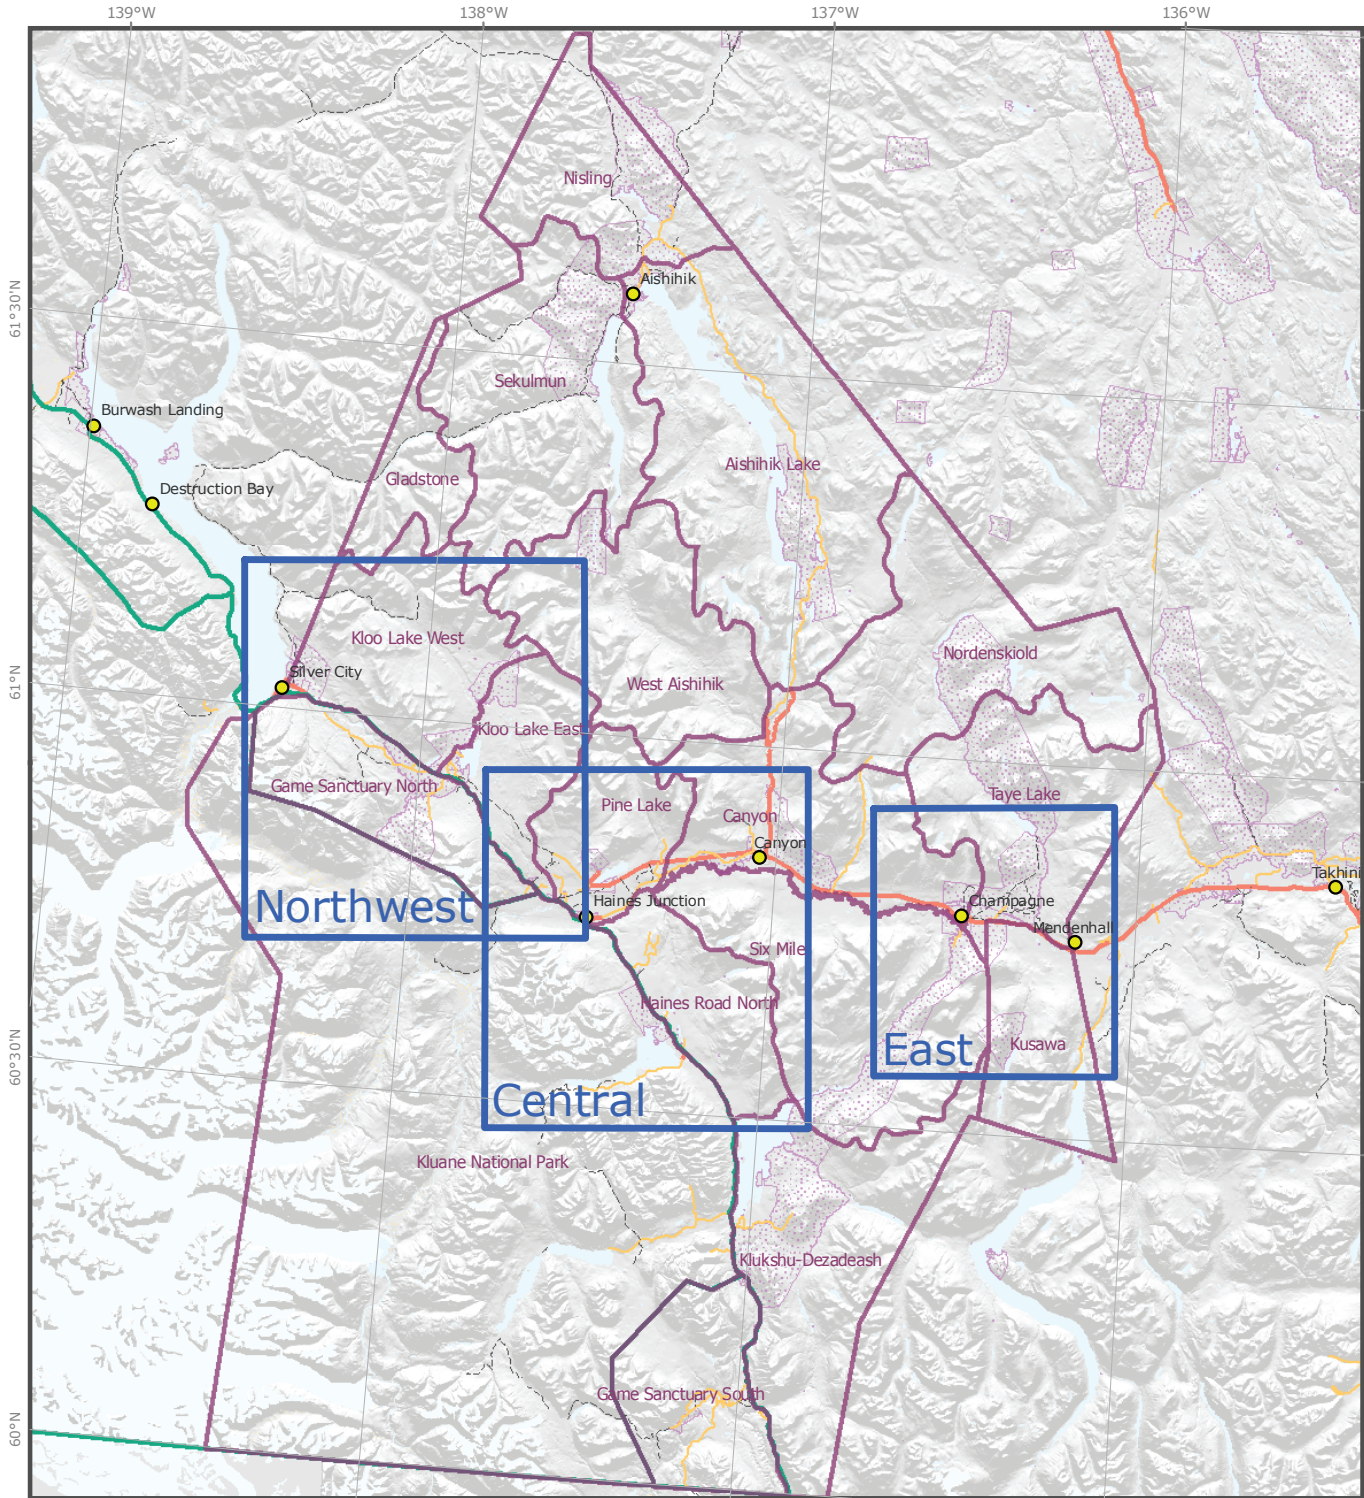 139°W
138°W
137°W
136°W
Nisling
Aishihik
61°30'N
Sekulmun
Burwash Landing
Aishihik Lake
Gladstone
Destruction Bay
Kloo Lake West
Nordenskiold
Silver City
61°N
West Aishihik
Kloo Lake East
Game Sanctuary North
Taye Lake
Pine Lake
Canyon
Canyon
Takhini
Northwest
Haines Junction
Champagne
Mendenhall
Six Mile
Haines Road North
Kusawa
East
60°30'N
Central
Kluane National Park
Klukshu-Dezadeash
Game Sanctuary South
60°N